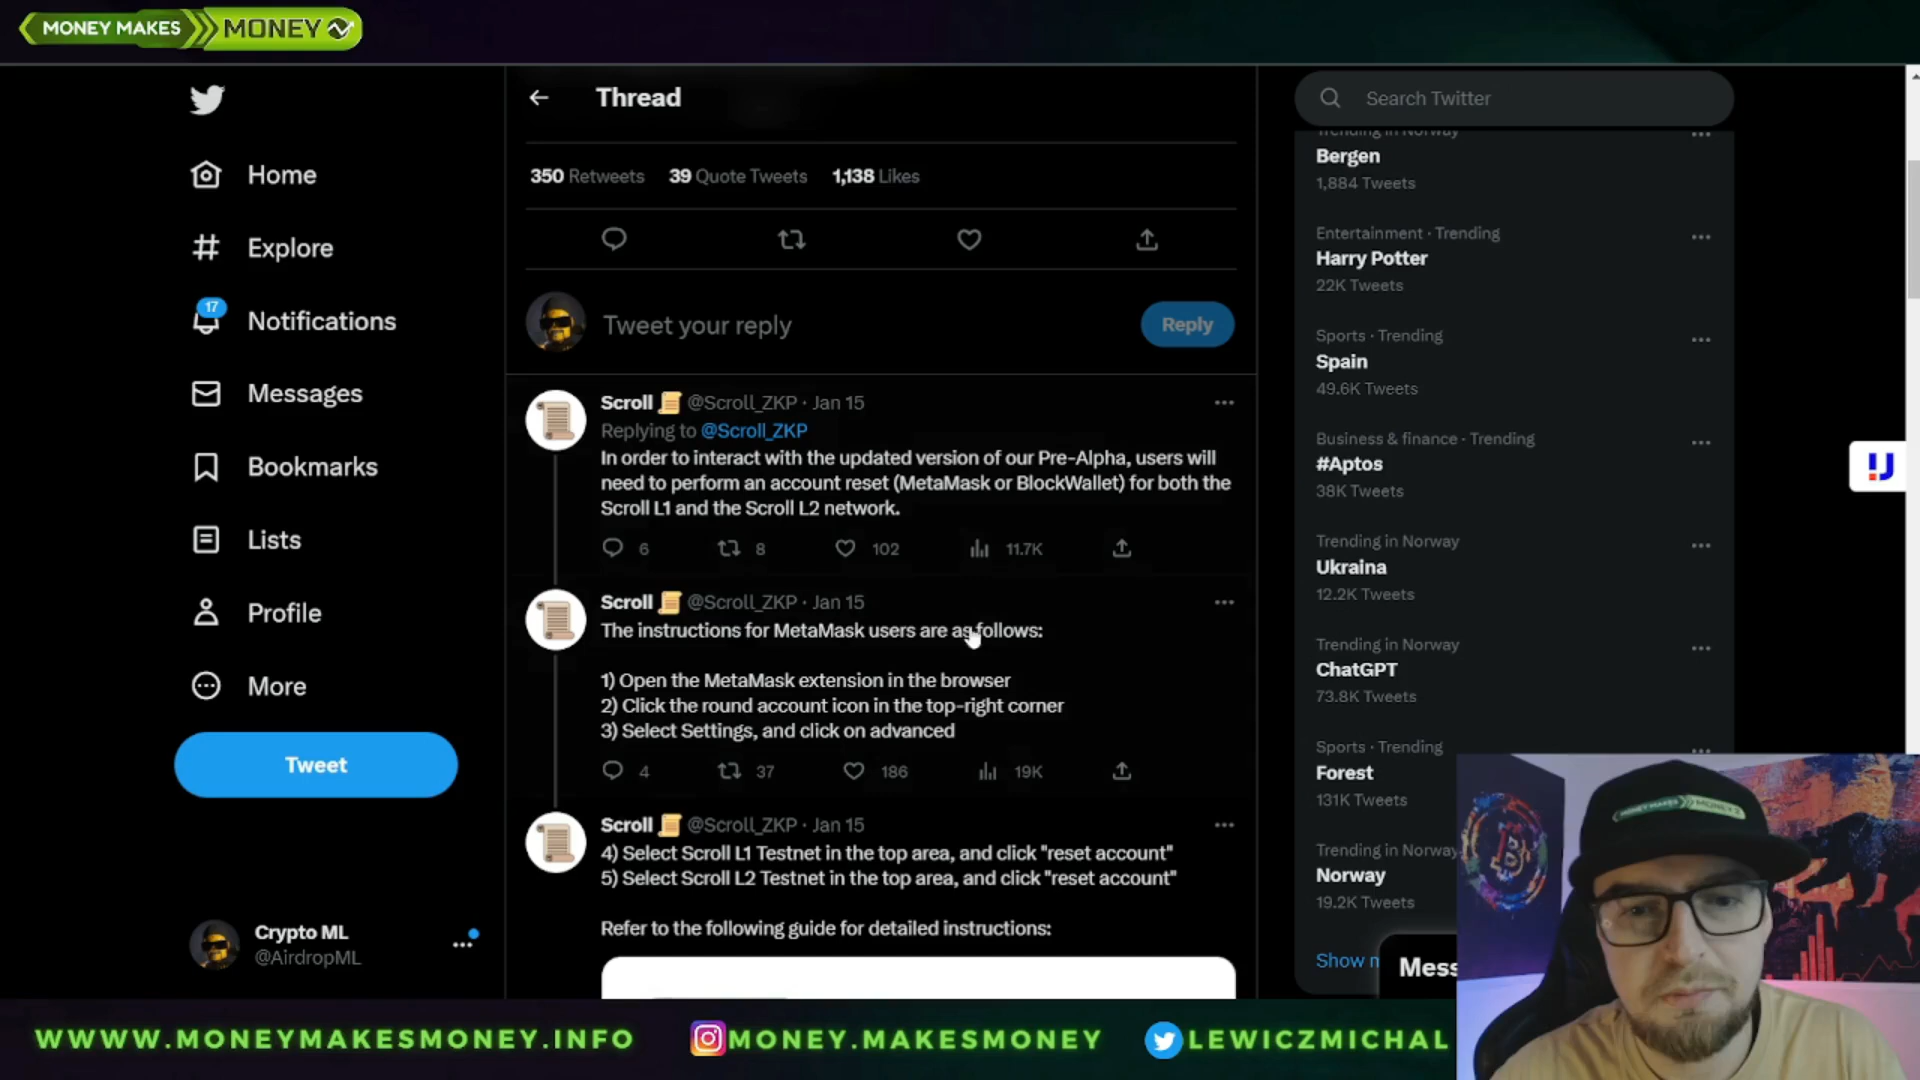 MONEY MAKES MONEY
Thread
Search Twitter
Trending in Norway
Bergen
1,884 Tweets
Home
350 Retweets 39 Quote Tweets 1,138 Likes
Explore
Entertainment · Trending
Harry Potter
22K Tweets
17
Notifications
Tweet your reply
Reply
Sports · Trending
Spain
49.6K Tweets
Messages
Scroll @Scroll_ZKP · Jan 15
Replying to @Scroll_ZKP
In order to interact with the updated version of our Pre-Alpha, users will
need to perform an account reset (MetaMask or BlockWallet) for both the
Scroll L1 and the Scroll L2 network.
6 8 102 11.7K
Business & finance · Trending
#Aptos
38K Tweets
Bookmarks
Lists
Trending in Norway
Ukraina
12.2K Tweets
Profile
Scroll @Scroll_ZKP · Jan 15
The instructions for MetaMask users are as follows:
1) Open the MetaMask extension in the browser
2) Click the round account icon in the top-right corner
3) Select Settings, and click on advanced
4 37 186 19K
Trending in Norway
ChatGPT
73.8K Tweets
More
Tweet
Sports · Trending
Forest
131K Tweets
Scroll @Scroll_ZKP · Jan 15
4) Select Scroll L1 Testnet in the top area, and click "reset account"
5) Select Scroll L2 Testnet in the top area, and click "reset account"
Refer to the following guide for detailed instructions:
Trending in Norway
Norway
19.2K Tweets
Show
Crypto ML
@AirdropML
Mess
MONEY MAKES MONEY
WWWW.MONEYMAKESMONEY.INFO
MONEY.MAKESMONEY
LEWICZMICHAL